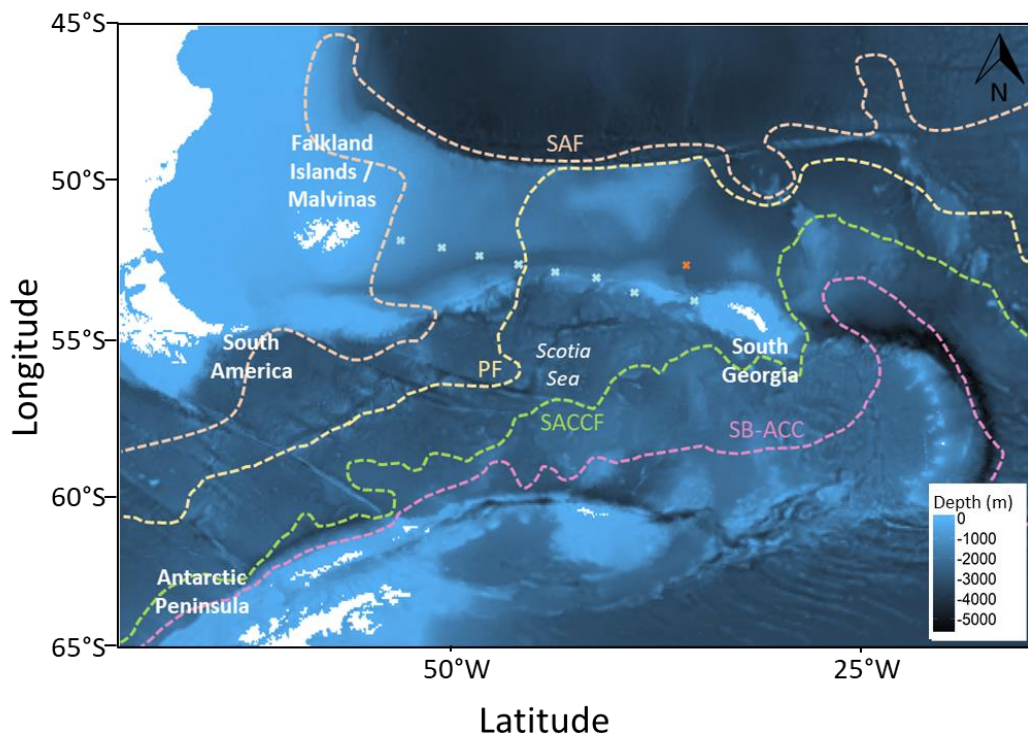 45°S
50°S
55°S
60°S
65°S
Longitude
N
SAF
Falkland
Islands /
Malvinas
South
America
PF
Scotia
Sea
South
Georgia
SACCF
SB-ACC
Antarctic
Peninsula
Depth (m)
0
-1000
-2000
-3000
-4000
-5000
50°W
25°W
Latitude